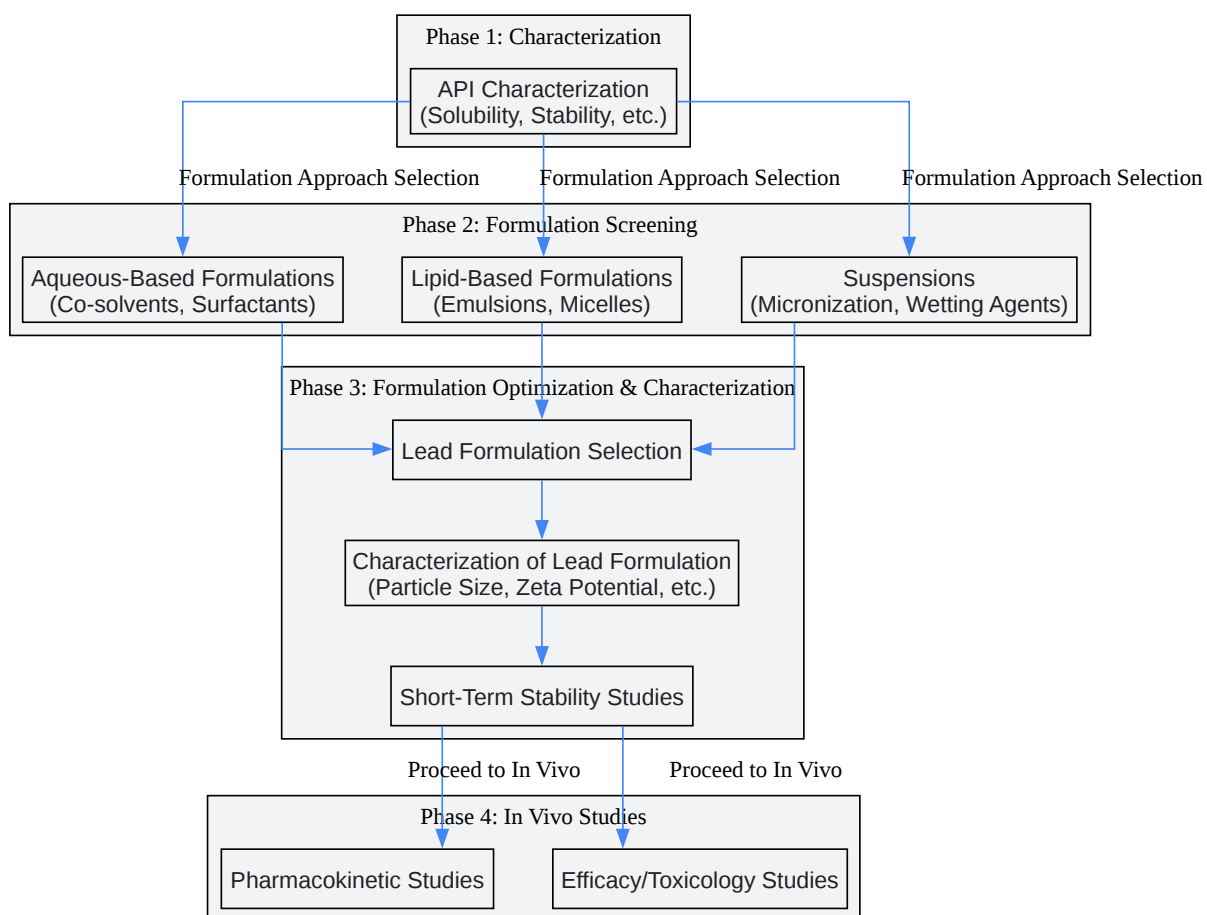 Phase 1: Characterization
API Characterization
(Solubility, Stability, etc.)
Formulation Approach Selection
Formulation Approach Selection
Formulation Approach Selection
Phase 2: Formulation Screening
Aqueous-Based Formulations
(Co-solvents, Surfactants)
Lipid-Based Formulations
(Emulsions, Micelles)
Suspensions
(Micronization, Wetting Agents)
Phase 3: Formulation Optimization & Characterization
Lead Formulation Selection
Characterization of Lead Formulation
(Particle Size, Zeta Potential, etc.)
Short-Term Stability Studies
Proceed to In Vivo
Proceed to In Vivo
Phase 4: In Vivo Studies
Pharmacokinetic Studies
Efficacy/Toxicology Studies